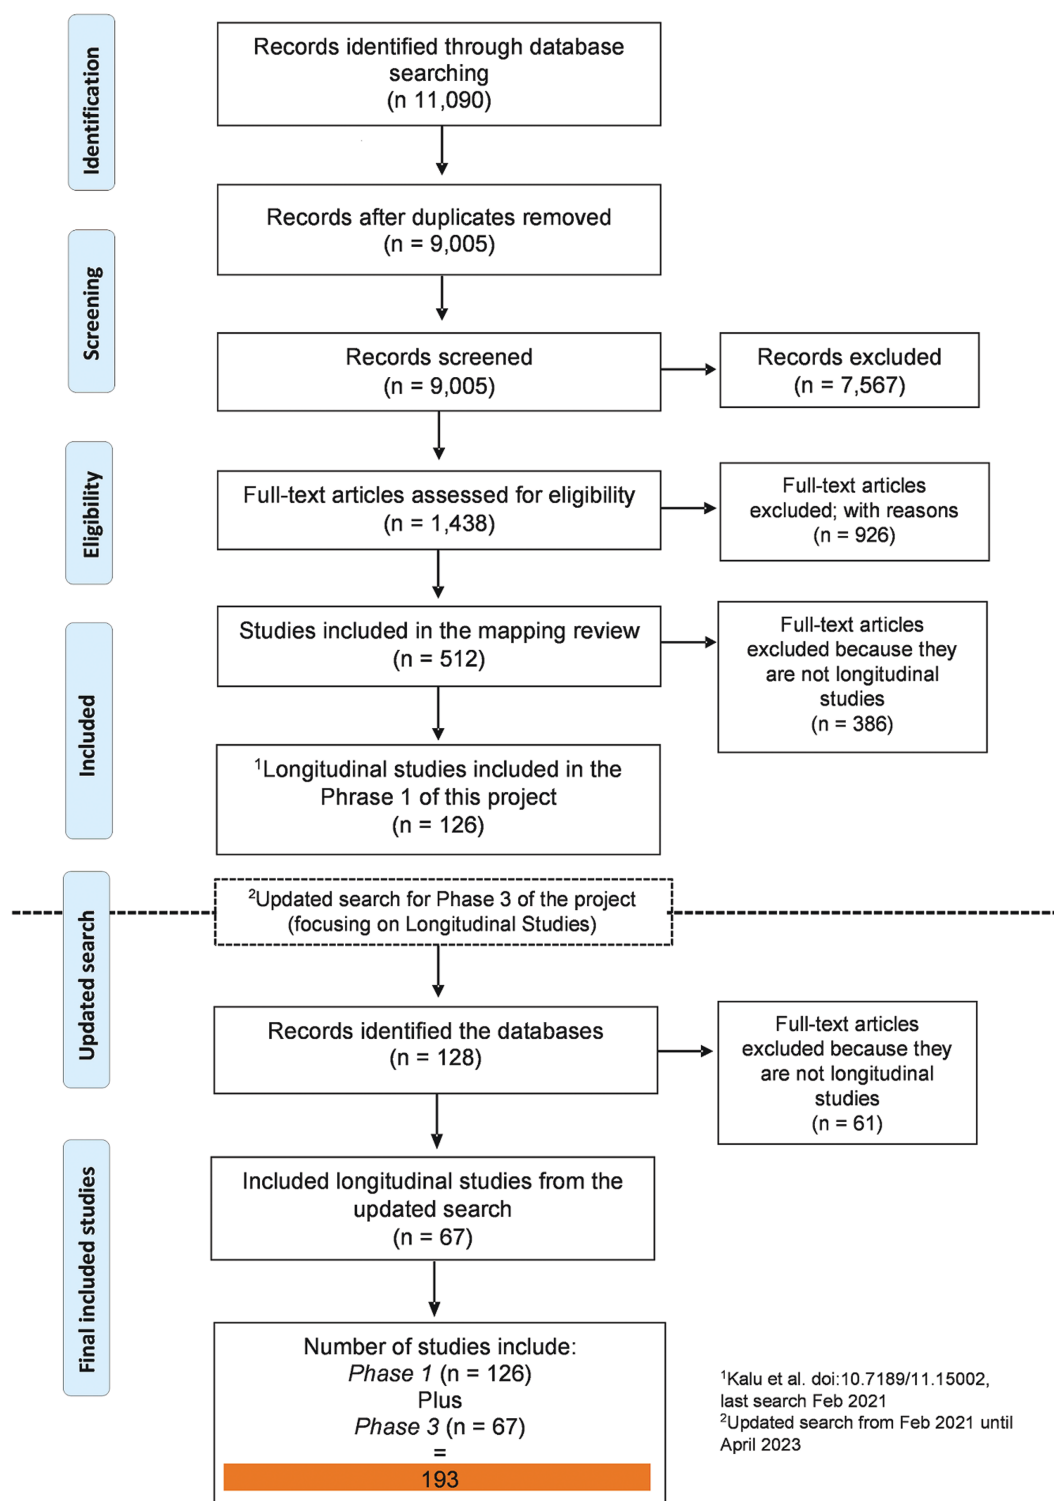 Identification
Records identified through database
searching
(n 11,090)
Records after duplicates removed
(n = 9,005)
Screening
Records screened
(n = 9,005)
Records excluded
(n = 7,567)
Eligibility
Full-text articles assessed for eligibility
(n = 1,438)
Full-text articles
excluded; with reasons
(n = 926)
Included
Studies included in the mapping review
(n = 512)
Full-text articles
excluded because they
are not longitudinal
studies
(n = 386)
¹Longitudinal studies included in the
Phrase 1 of this project
(n = 126)
Updated search
²Updated search for Phase 3 of the project
(focusing on Longitudinal Studies)
Records identified the databases
(n = 128)
Full-text articles
excluded because they
are not longitudinal
studies
(n = 61)
Final included studies
Included longitudinal studies from the
updated search
(n = 67)
Number of studies include:
Phase 1 (n = 126)
Plus
Phase 3 (n = 67)
=
193
¹Kalu et al. doi:10.7189/11.15002,
last search Feb 2021
²Updated search from Feb 2021 until
April 2023